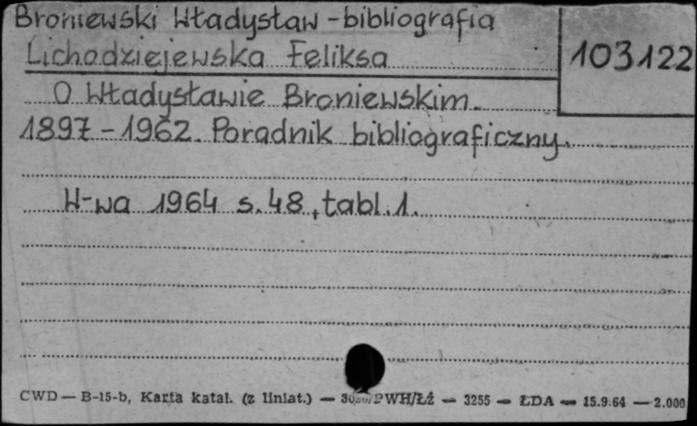 Broniewski Władysław - bibliografia
Lichodziejewska Feliksa
103122
O Władysławie Broniewskim.
1897-1962. Poradnik bibliograficzny.
W-wa 1964 s. 48, tabl. 1.
CWD — B-15-b, Karta katal. (z liniat.) — PWH/Łź — 3255 — ŁDA — 15.9.64 — 2.000